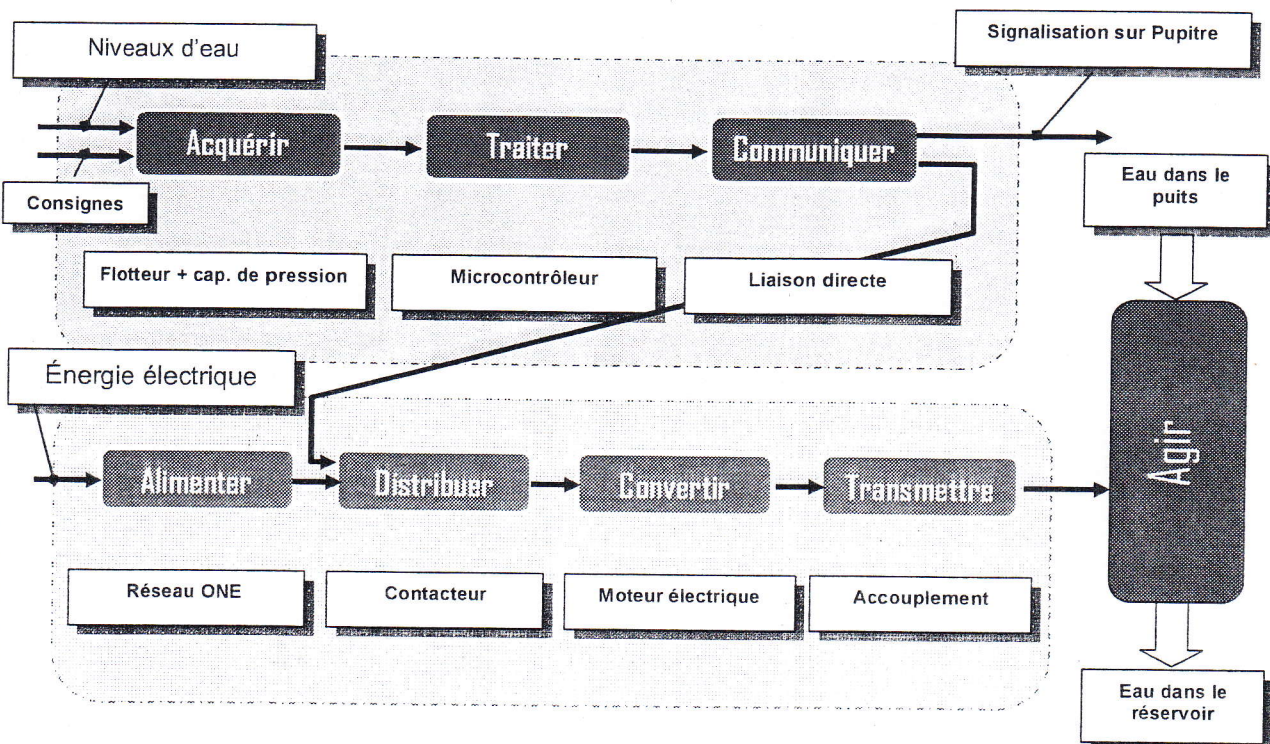 Niveaux d'eau
Signalisation sur Pupitre
Acquérir
Traiter
Communiquer
Consignes
Eau dans le
puits
Flotteur + cap. de pression
Microcontrôleur
Liaison directe
Énergie électrique
Alimenter
Distribuer
Convertir
Transmettre
Agir
Réseau ONE
Contacteur
Moteur électrique
Accouplement
Eau dans le
réservoir